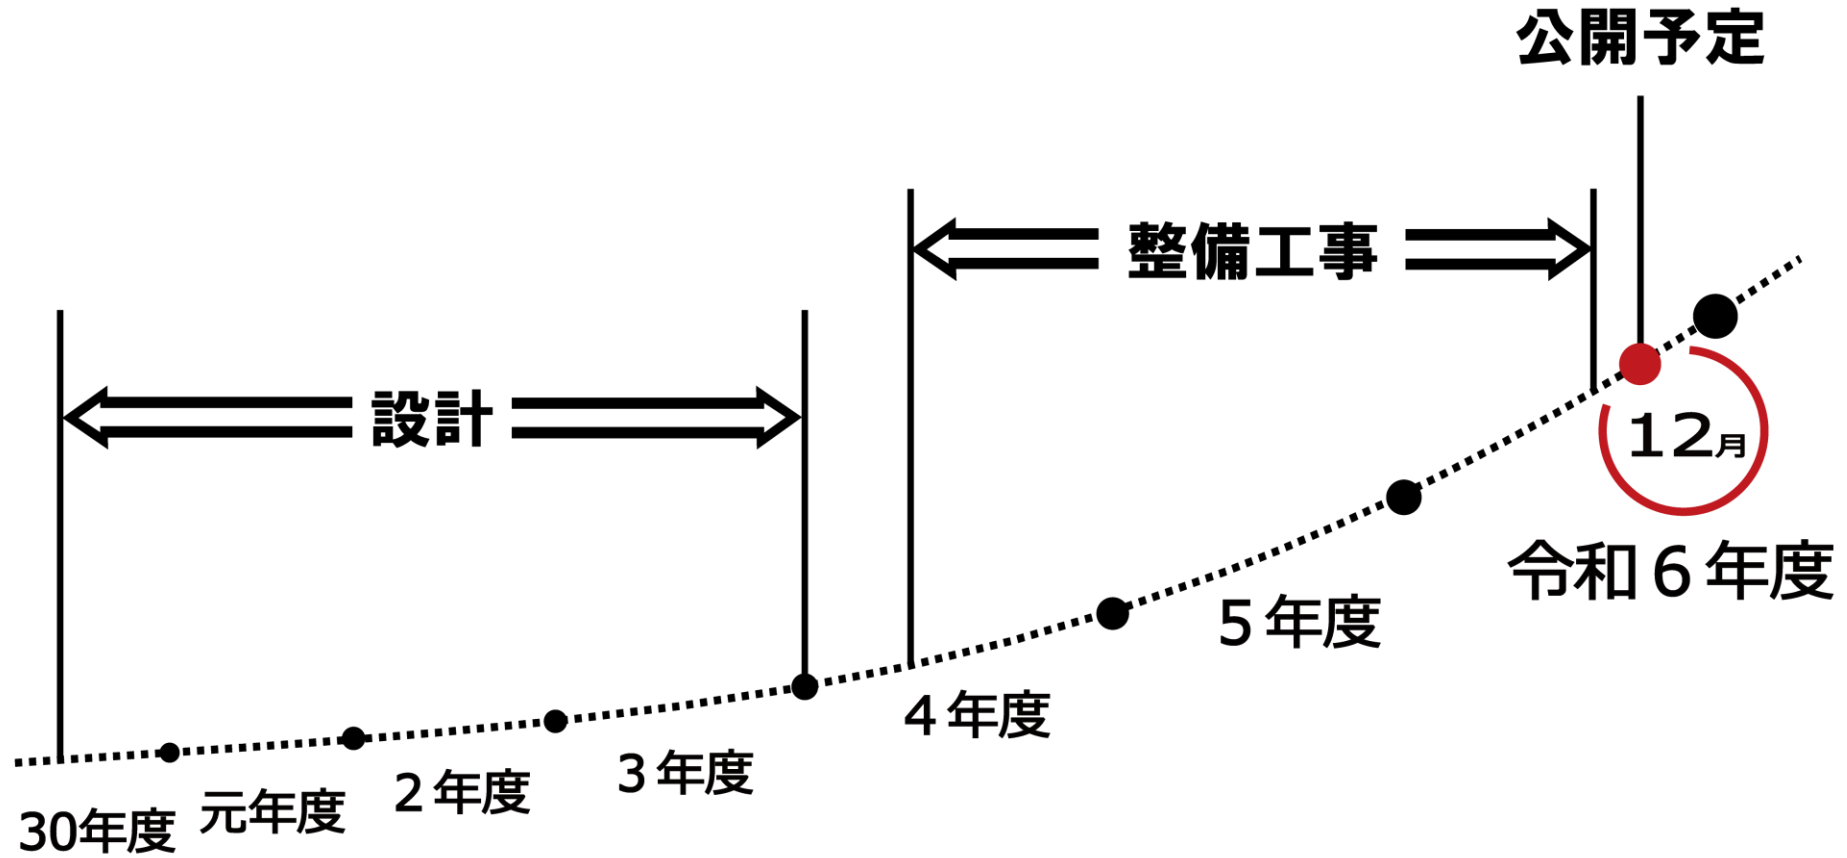 公開予定
整備工事
設計
12月
令和6年度
5年度
4年度
3年度
2年度
元年度
30年度